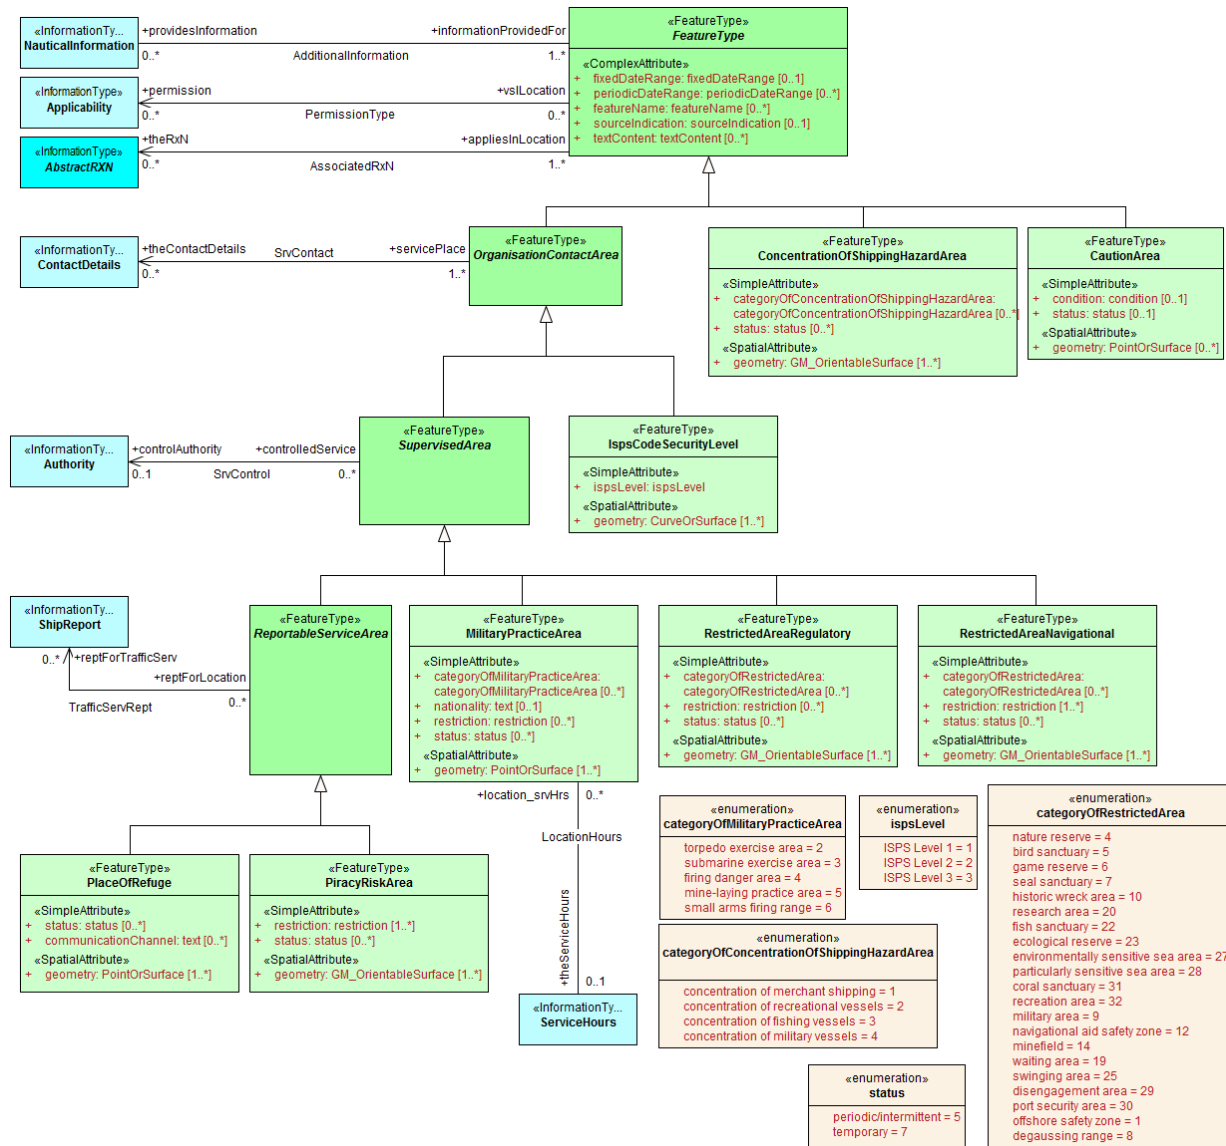 «InformationTy...
NauticalInformation
+providesInformation
+informationProvidedFor
0..*
AdditionalInformation
1..*
«InformationType»
Applicability
+permission
+vslLocation
0..*
PermissionType
0..*
«InformationType»
AbstractRXN
+theRxN
+appliesInLocation
0..*
AssociatedRxN
1..*
«FeatureType»
FeatureType
«ComplexAttribute»
+ fixedDateRange: fixedDateRange [0..1]
+ periodicDateRange: periodicDateRange [0..*]
+ featureName: featureName [0..*]
+ sourceIndication: sourceIndication [0..1]
+ textContent: textContent [0..*]
«InformationTy...
ContactDetails
+theContactDetails
SrvContact
+servicePlace
0..*
1..*
«FeatureType»
OrganisationContactArea
«FeatureType»
ConcentrationOfShippingHazardArea
«SimpleAttribute»
+ categoryOfConcentrationOfShippingHazardArea:
categoryOfConcentrationOfShippingHazardArea [0..*]
+ status: status [0..*]
«SpatialAttribute»
+ geometry: GM_OrientableSurface [1..*]
«FeatureType»
CautionArea
«SimpleAttribute»
+ condition: condition [0..1]
+ status: status [0..1]
«SpatialAttribute»
+ geometry: PointOrSurface [0..*]
«InformationTy...
Authority
+controlAuthority
+controlledService
0..1
SrvControl
0..*
«FeatureType»
SupervisedArea
«FeatureType»
IspsCodeSecurityLevel
«SimpleAttribute»
+ ispsLevel: ispsLevel
«SpatialAttribute»
+ geometry: CurveOrSurface [1..*]
«InformationTy...
ShipReport
0..*
+reptForTrafficServ
+reptForLocation
TrafficServRept
0..*
«FeatureType»
ReportableServiceArea
«FeatureType»
MilitaryPracticeArea
«SimpleAttribute»
+ categoryOfMilitaryPracticeArea:
categoryOfMilitaryPracticeArea [0..*]
+ nationality: text [0..1]
+ restriction: restriction [0..*]
+ status: status [0..*]
«SpatialAttribute»
+ geometry: PointOrSurface [1..*]
«FeatureType»
RestrictedAreaRegulatory
«SimpleAttribute»
+ categoryOfRestrictedArea:
categoryOfRestrictedArea [0..*]
+ restriction: restriction [0..*]
+ status: status [0..*]
«SpatialAttribute»
+ geometry: GM_OrientableSurface [1..*]
«FeatureType»
RestrictedAreaNavigational
«SimpleAttribute»
+ categoryOfRestrictedArea:
categoryOfRestrictedArea [0..*]
+ restriction: restriction [1..*]
+ status: status [0..*]
«SpatialAttribute»
+ geometry: GM_OrientableSurface [1..*]
+location_srvHrs
0..*
LocationHours
+theServiceHours
0..1
«InformationTy...
ServiceHours
«FeatureType»
PlaceOfRefuge
«SimpleAttribute»
+ status: status [0..*]
+ communicationChannel: text [0..*]
«SpatialAttribute»
+ geometry: PointOrSurface [1..*]
«FeatureType»
PiracyRiskArea
«SimpleAttribute»
+ restriction: restriction [1..*]
+ status: status [0..*]
«SpatialAttribute»
+ geometry: GM_OrientableSurface [1..*]
«enumeration»
categoryOfMilitaryPracticeArea
torpedo exercise area = 2
submarine exercise area = 3
firing danger area = 4
mine-laying practice area = 5
small arms firing range = 6
«enumeration»
ispsLevel
ISPS Level 1 = 1
ISPS Level 2 = 2
ISPS Level 3 = 3
«enumeration»
categoryOfConcentrationOfShippingHazardArea
concentration of merchant shipping = 1
concentration of recreational vessels = 2
concentration of fishing vessels = 3
concentration of military vessels = 4
«enumeration»
status
periodic/intermittent = 5
temporary = 7
«enumeration»
categoryOfRestrictedArea
nature reserve = 4
bird sanctuary = 5
game reserve = 6
seal sanctuary = 7
historic wreck area = 10
research area = 20
fish sanctuary = 22
ecological reserve = 23
environmentally sensitive sea area = 27
particularly sensitive sea area = 28
coral sanctuary = 31
recreation area = 32
military area = 9
navigational aid safety zone = 12
minefield = 14
waiting area = 19
swinging area = 25
disengagement area = 29
port security area = 30
offshore safety zone = 1
degaussing range = 8